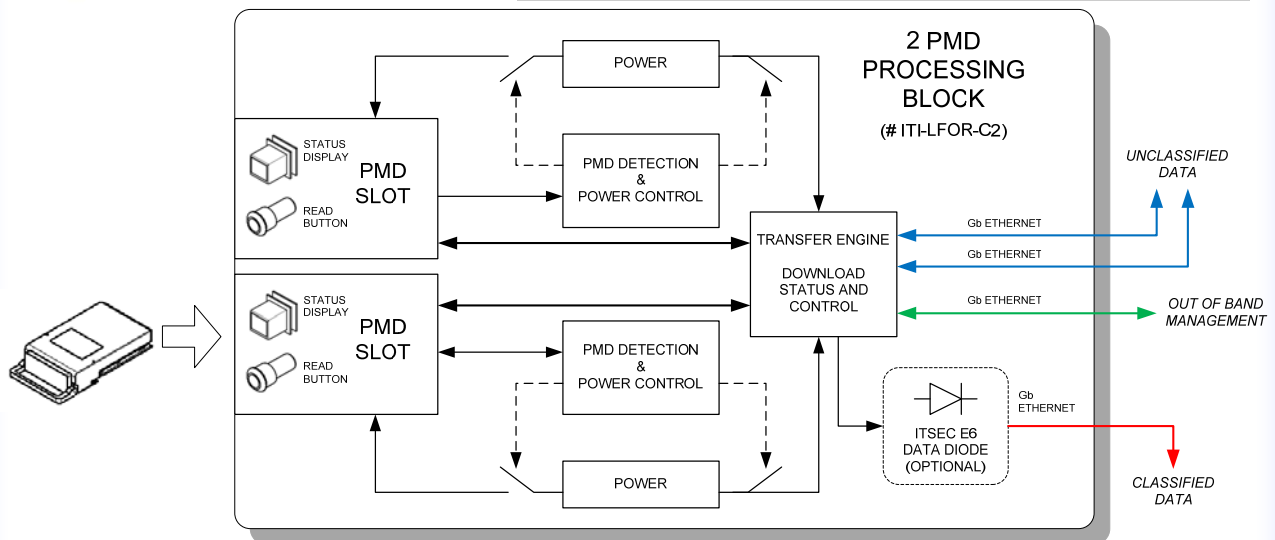 2 PMD
PROCESSING
BLOCK
(# ITI-LFOR-C2)
POWER
STATUS
DISPLAY
READ
BUTTON
PMD
SLOT
PMD DETECTION
&
POWER CONTROL
TRANSFER ENGINE
DOWNLOAD
STATUS AND
CONTROL
Gb ETHERNET
Gb ETHERNET
Gb ETHERNET
UNCLASSIFIED
DATA
OUT OF BAND
MANAGEMENT
STATUS
DISPLAY
READ
BUTTON
PMD
SLOT
PMD DETECTION
&
POWER CONTROL
POWER
ITSEC E6
DATA DIODE
(OPTIONAL)
Gb
ETHERNET
CLASSIFIED
DATA